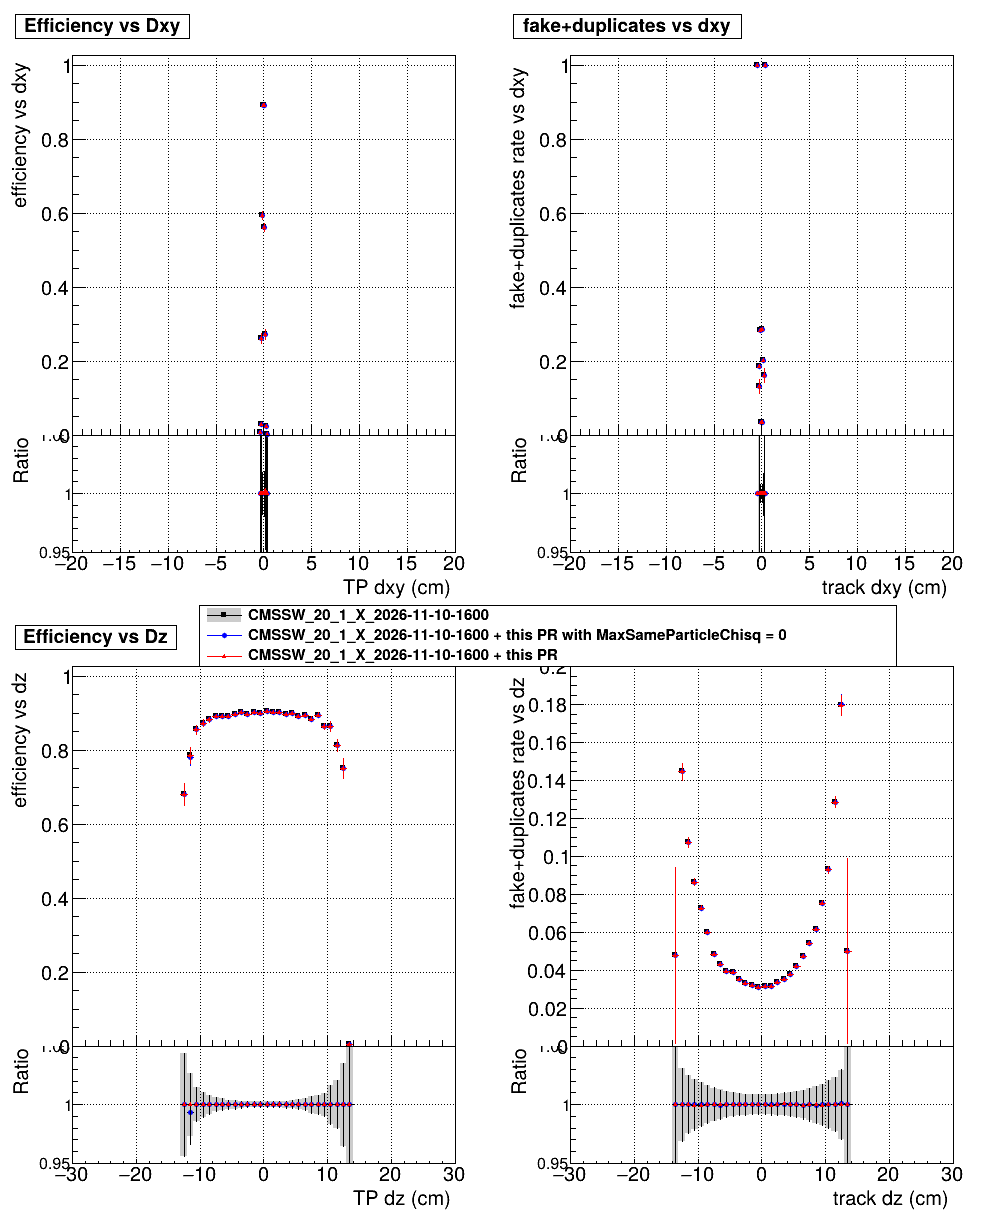 Efficiency vs Dxy
fake+duplicates vs dxy
efficiency vs dxy
1
0.8
0.6
0.4
0.2
0
Ratio
1
0.95
−20 −15 −10 −5 0 5 10 15 20
TP dxy (cm)
fake+duplicates rate vs dxy
1
0.8
0.6
0.4
0.2
0
Ratio
1
0.95
−20 −15 −10 −5 0 5 10 15 20
track dxy (cm)
CMSSW_20_1_X_2026-11-10-1600
CMSSW_20_1_X_2026-11-10-1600 + this PR with MaxSameParticleChisq = 0
CMSSW_20_1_X_2026-11-10-1600 + this PR
Efficiency vs Dz
efficiency vs dz
1
0.8
0.6
0.4
0.2
0
Ratio
1
0.95
−30 −20 −10 0 10 20 30
TP dz (cm)
fake+duplicates rate vs dz
0.2
0.18
0.16
0.14
0.12
0.1
0.08
0.06
0.04
0.02
0
Ratio
1
0.95
−30 −20 −10 0 10 20 30
track dz (cm)